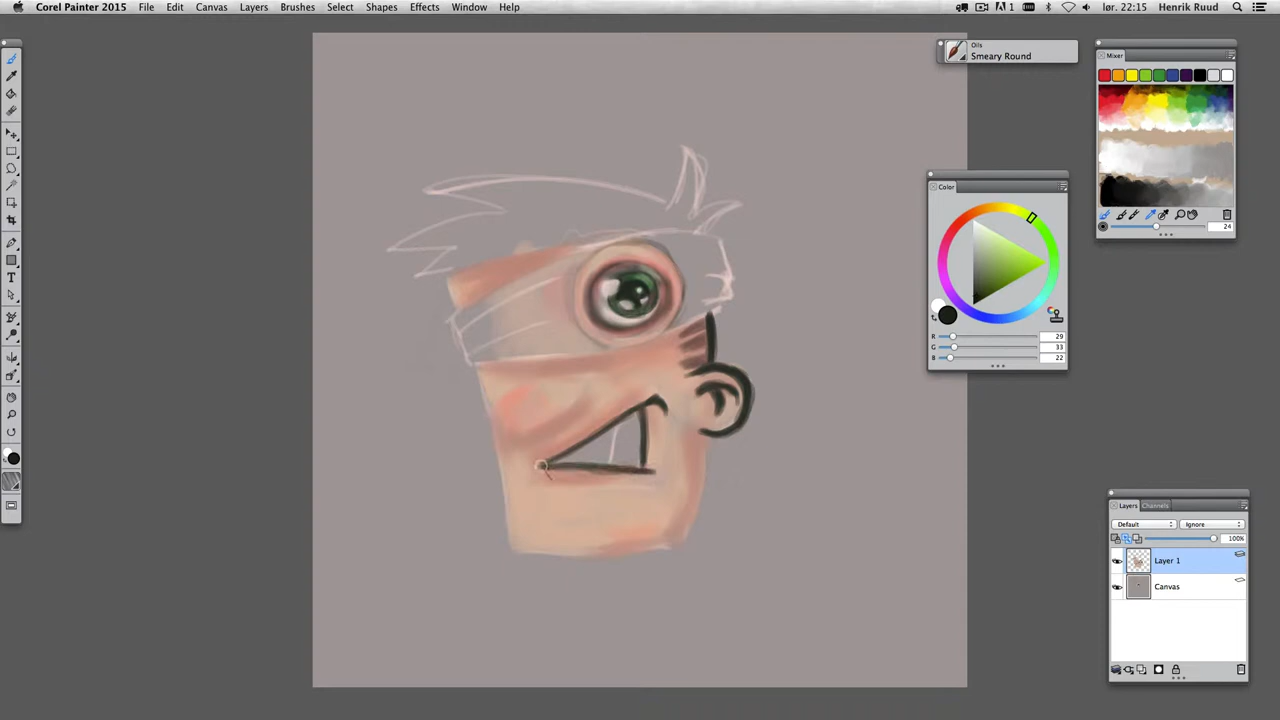 Corel Painter 2015 File Edit Canvas Layers Brushes Select Shapes Effects Window Help 1 lør. 22:15 Henrik Ruud
Oils
Smeary Round
Mixer
24
Color
R 29
G 33
B 22
Layers Channels
Default Ignore
100%
Layer 1
Canvas